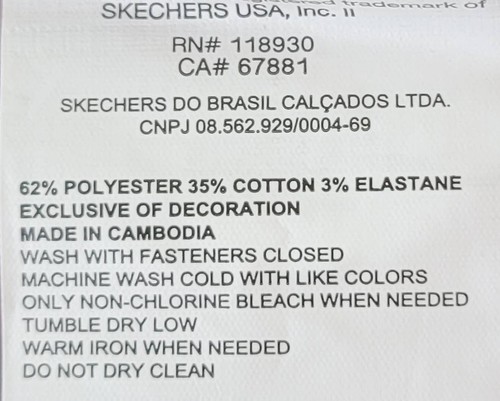 registered trademark of
SKECHERS USA, Inc. II
RN# 118930
CA# 67881
SKECHERS DO BRASIL CALÇADOS LTDA.
CNPJ 08.562.929/0004-69
62% POLYESTER 35% COTTON 3% ELASTANE
EXCLUSIVE OF DECORATION
MADE IN CAMBODIA
WASH WITH FASTENERS CLOSED
MACHINE WASH COLD WITH LIKE COLORS
ONLY NON-CHLORINE BLEACH WHEN NEEDED
TUMBLE DRY LOW
WARM IRON WHEN NEEDED
DO NOT DRY CLEAN